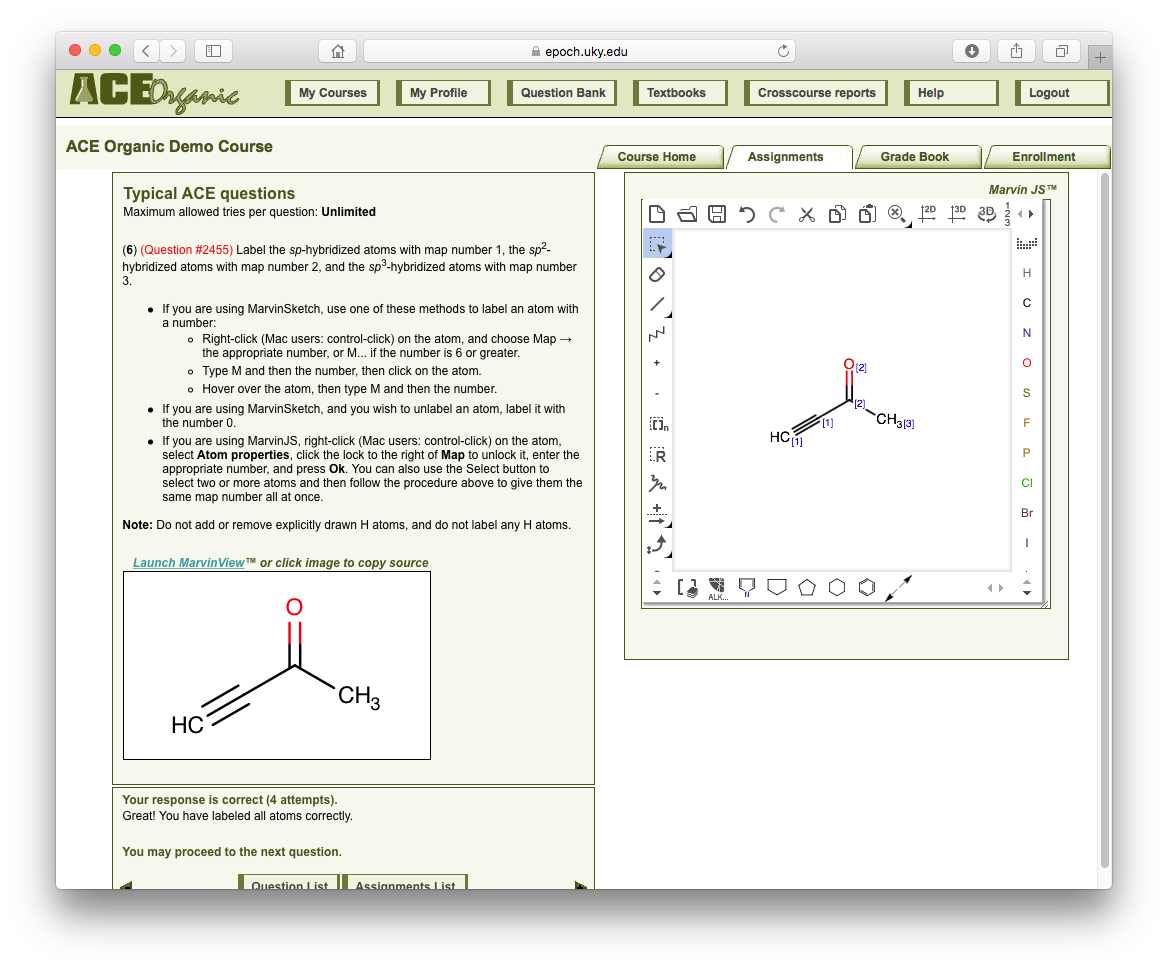 epoch.uky.edu
ACE Organic
My Courses
My Profile
Question Bank
Textbooks
Crosscourse reports
Help
Logout
ACE Organic Demo Course
Course Home
Assignments
Grade Book
Enrollment
Typical ACE questions
Maximum allowed tries per question: Unlimited
(6) (Question #2455) Label the sp-hybridized atoms with map number 1, the sp2-
hybridized atoms with map number 2, and the sp3-hybridized atoms with map number
3.
• If you are using MarvinSketch, use one of these methods to label an atom with
a number:
◦ Right-click (Mac users: control-click) on the atom, and choose Map →
the appropriate number, or M... if the number is 6 or greater.
◦ Type M and then the number, then click on the atom.
◦ Hover over the atom, then type M and then the number.
• If you are using MarvinSketch, and you wish to unlabel an atom, label it with
the number 0.
• If you are using MarvinJS, right-click (Mac users: control-click) on the atom,
select Atom properties, click the lock to the right of Map to unlock it, enter the
appropriate number, and press Ok. You can also use the Select button to
select two or more atoms and then follow the procedure above to give them the
same map number all at once.
Note: Do not add or remove explicitly drawn H atoms, and do not label any H atoms.
Launch MarvinView™ or click image to copy source
O
HC
CH3
Your response is correct (4 attempts).
Great! You have labeled all atoms correctly.
You may proceed to the next question.
Question List
Assignments List
Marvin JS™
2D
3D
3D
1
2
3
[ ]n
R
H
C
N
O
S
F
P
Cl
Br
I
O[2]
[2]
CH3[3]
[1]
HC[1]
ALK...
N